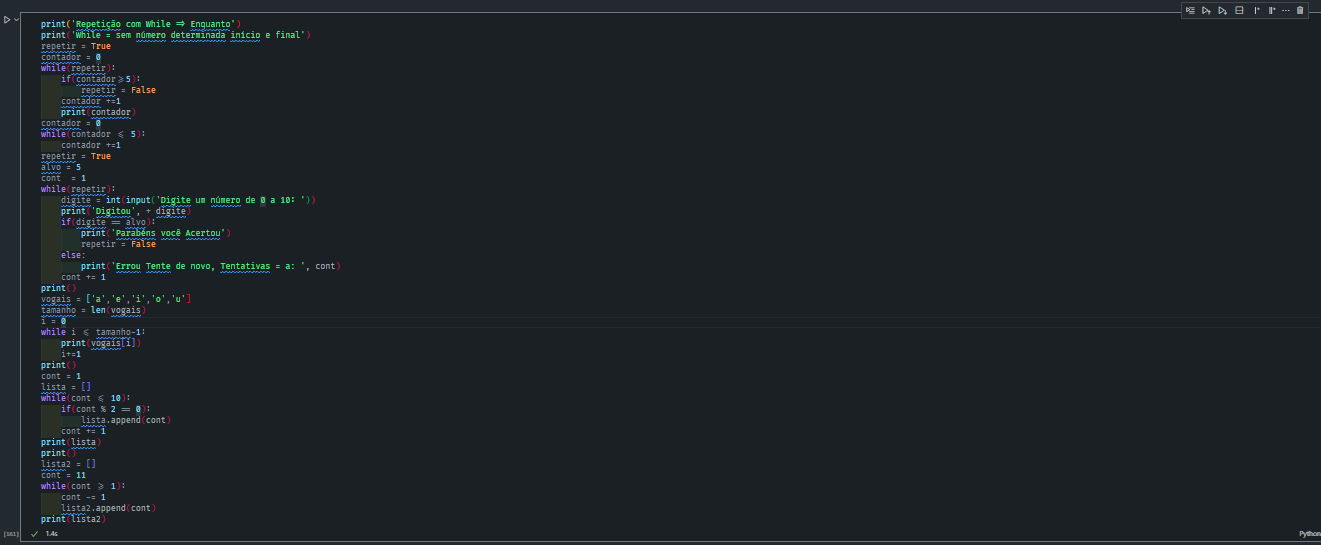 print('Repetição com While => Enquanto')
print('While = sem número determinada início e final')
repetir = True
contador = 0
while(repetir):
    if(contador>=5):
        repetir = False
    contador +=1
    print(contador)
contador = 0
while(contador <= 5):
    contador +=1
repetir = True
alvo = 5
cont  = 1
while(repetir):
    digite = int(input('Digite um número de 0 a 10: '))
    print('Digitou', + digite)
    if(digite == alvo):
        print('Parabéns você Acertou')
        repetir = False
    else:
        print('Errou Tente de novo, Tentativas = a: ', cont)
    cont += 1
print()
vogais = ['a','e','i','o','u']
tamanho = len(vogais)
i = 0
while i <= tamanho-1:
    print(vogais[i])
    i+=1
print()
cont = 1
lista = []
while(cont <= 10):
    if(cont % 2 == 0):
        lista.append(cont)
    cont += 1
print(lista)
print()
lista2 = []
cont = 11
while(cont >= 1):
    cont -= 1
    lista2.append(cont)
print(lista2)
[381] 1.4s Python